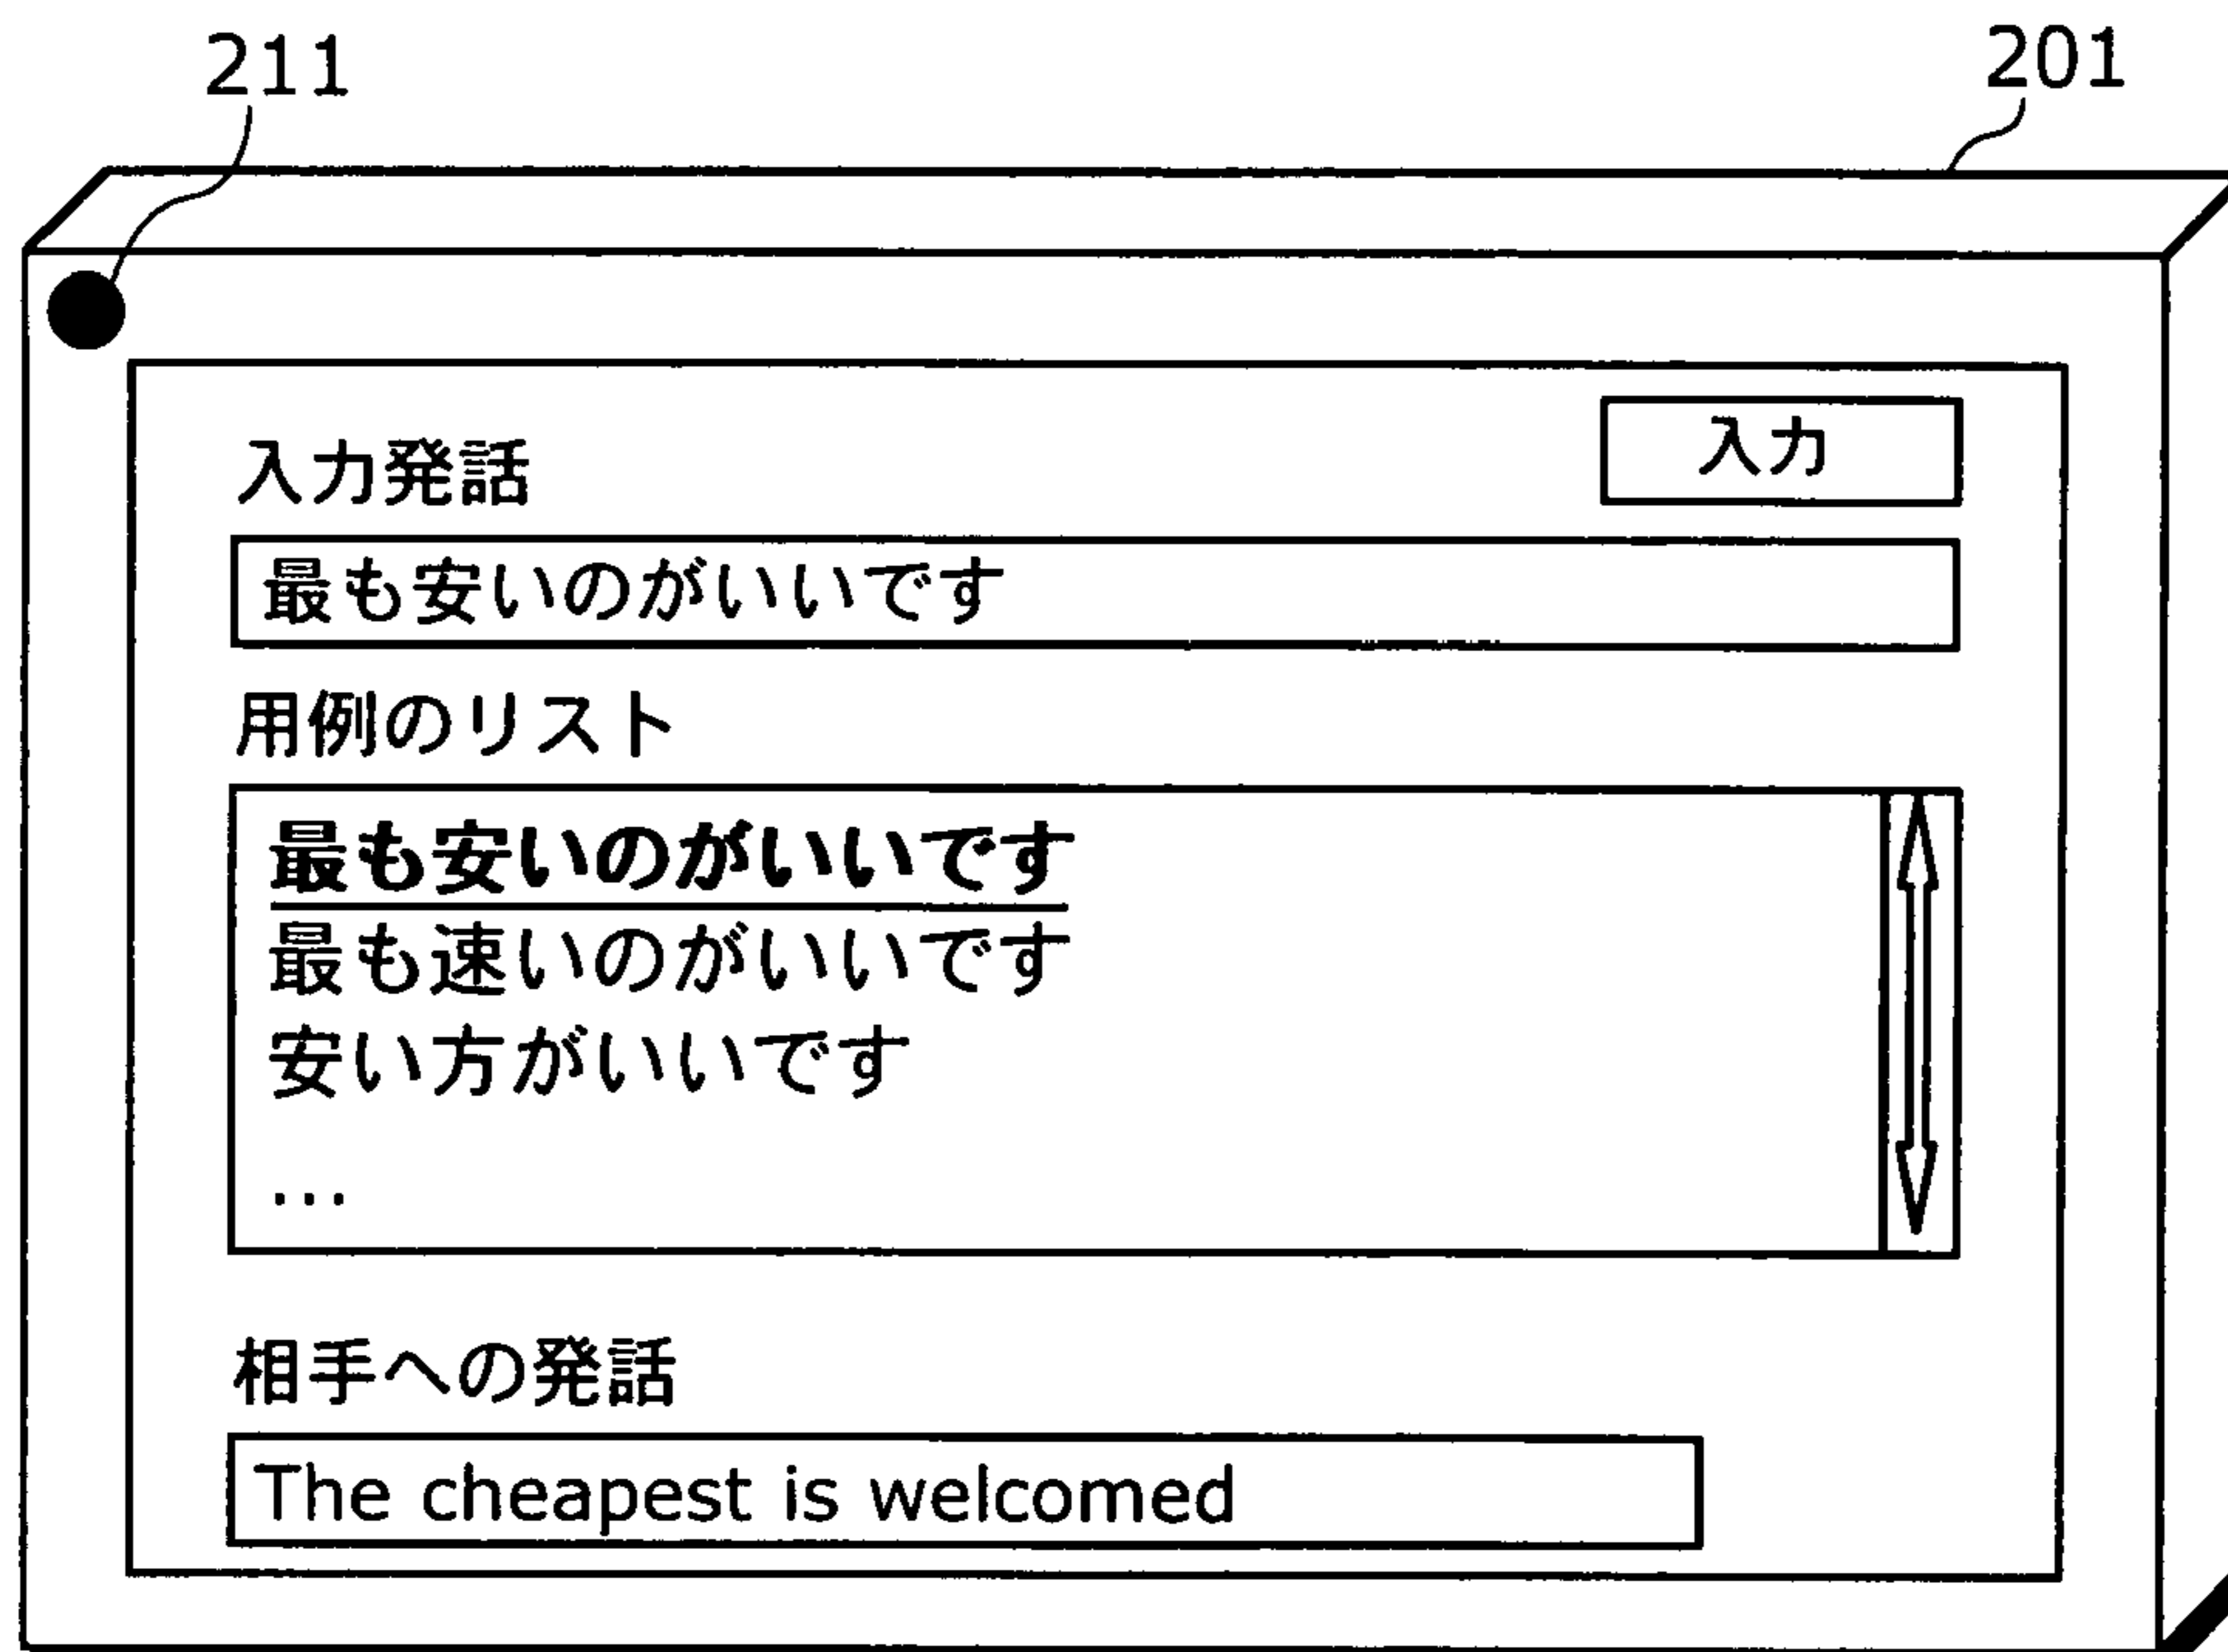 211
201
入力発話
入力
最も安いのがいいです
用例のリスト
最も安いのがいいです
最も速いのがいいです
安い方がいいです
...
相手への発話
The cheapest is welcomed